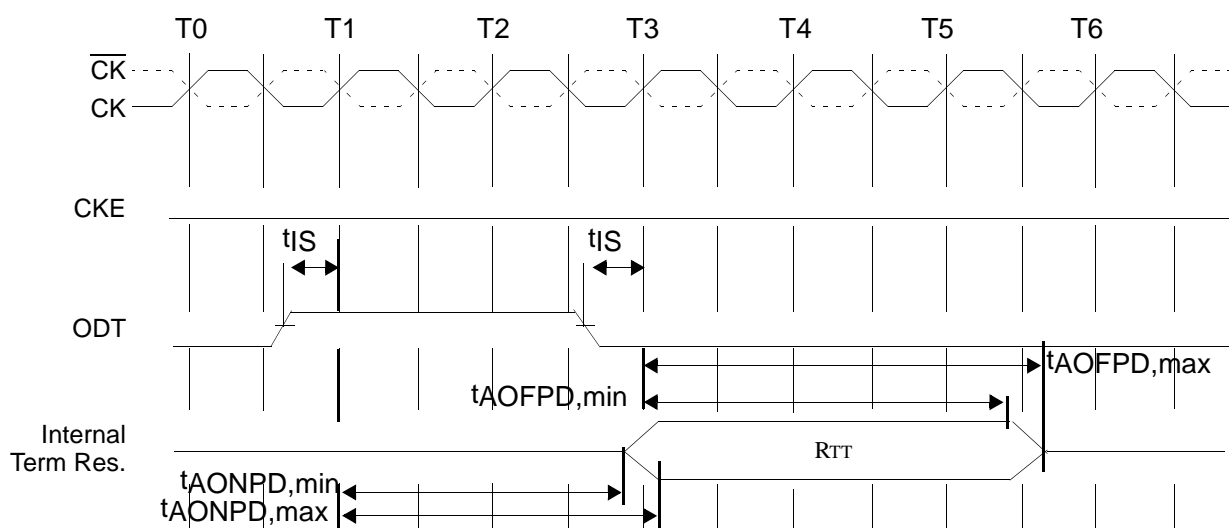 T0 T1 T2 T3 T4 T5 T6
CK
CK
CKE
tIS tIS
ODT
tAOFPD,max
tAOFPD,min
Internal
Term Res.
RTT
tAONPD,min
tAONPD,max